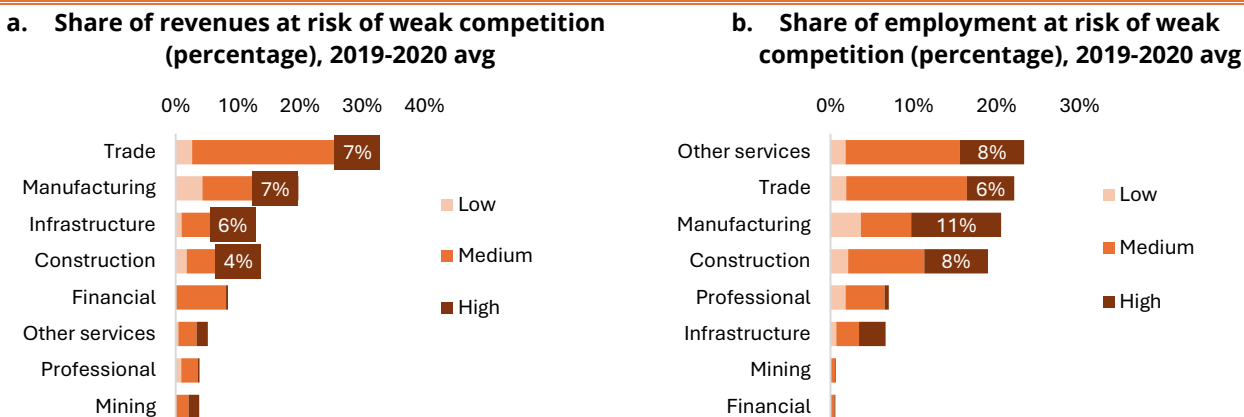 a. Share of revenues at risk of weak competition
(percentage), 2019-2020 avg
0% 10% 20% 30% 40%
Trade 7%
Manufacturing 7%
Infrastructure 6%
Construction 4%
Financial
Other services
Professional
Mining
Low
Medium
High
b. Share of employment at risk of weak
competition (percentage), 2019-2020 avg
0% 10% 20% 30%
Other services 8%
Trade 6%
Manufacturing 11%
Construction 8%
Professional
Infrastructure
Mining
Financial
Low
Medium
High